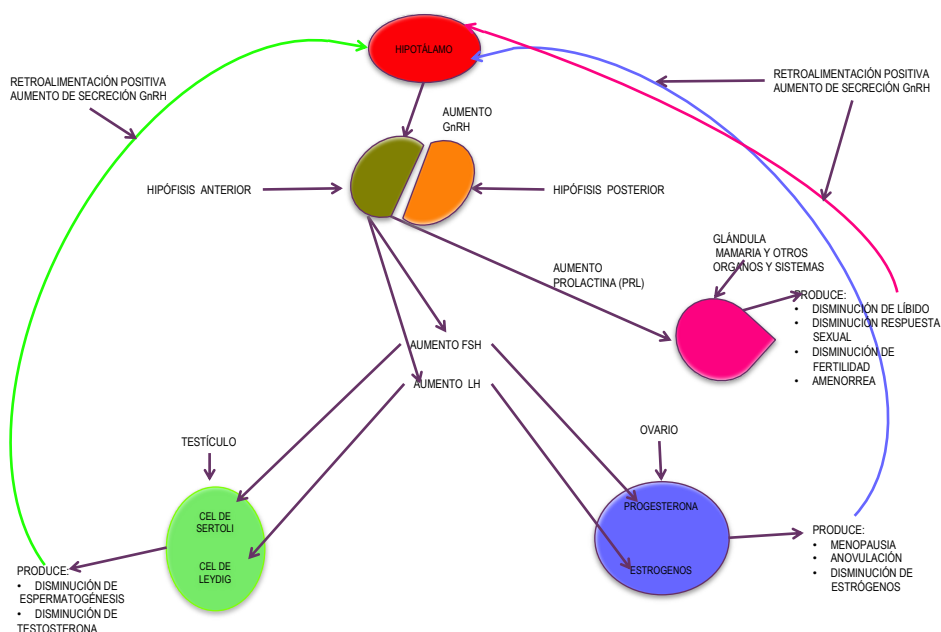 HIPOTÁLAMO
RETROALIMENTACIÓN POSITIVA
AUMENTO DE SECRECIÓN GnRH
RETROALIMENTACIÓN POSITIVA
AUMENTO DE SECRECIÓN GnRH
AUMENTO
GnRH
HIPÓFISIS ANTERIOR
HIPÓFISIS POSTERIOR
GLÁNDULA
MAMARIA Y OTROS
ORGANOS Y SISTEMAS
AUMENTO
PROLACTINA (PRL)
PRODUCE:
• DISMINUCIÓN DE LÍBIDO
• DISMINUCIÓN RESPUESTA
SEXUAL
• DISMINUCIÓN DE
FERTILIDAD
• AMENORREA
AUMENTO FSH
AUMENTO LH
TESTÍCULO
OVARIO
CEL DE
SERTOLI
CEL DE
LEYDIG
PROGESTERONA
ESTROGENOS
PRODUCE:
• DISMINUCIÓN DE
ESPERMATOGÉNESIS
• DISMINUCIÓN DE
TESTOSTERONA
PRODUCE:
• MENOPAUSIA
• ANOVULACIÓN
• DISMINUCIÓN DE
ESTRÓGENOS